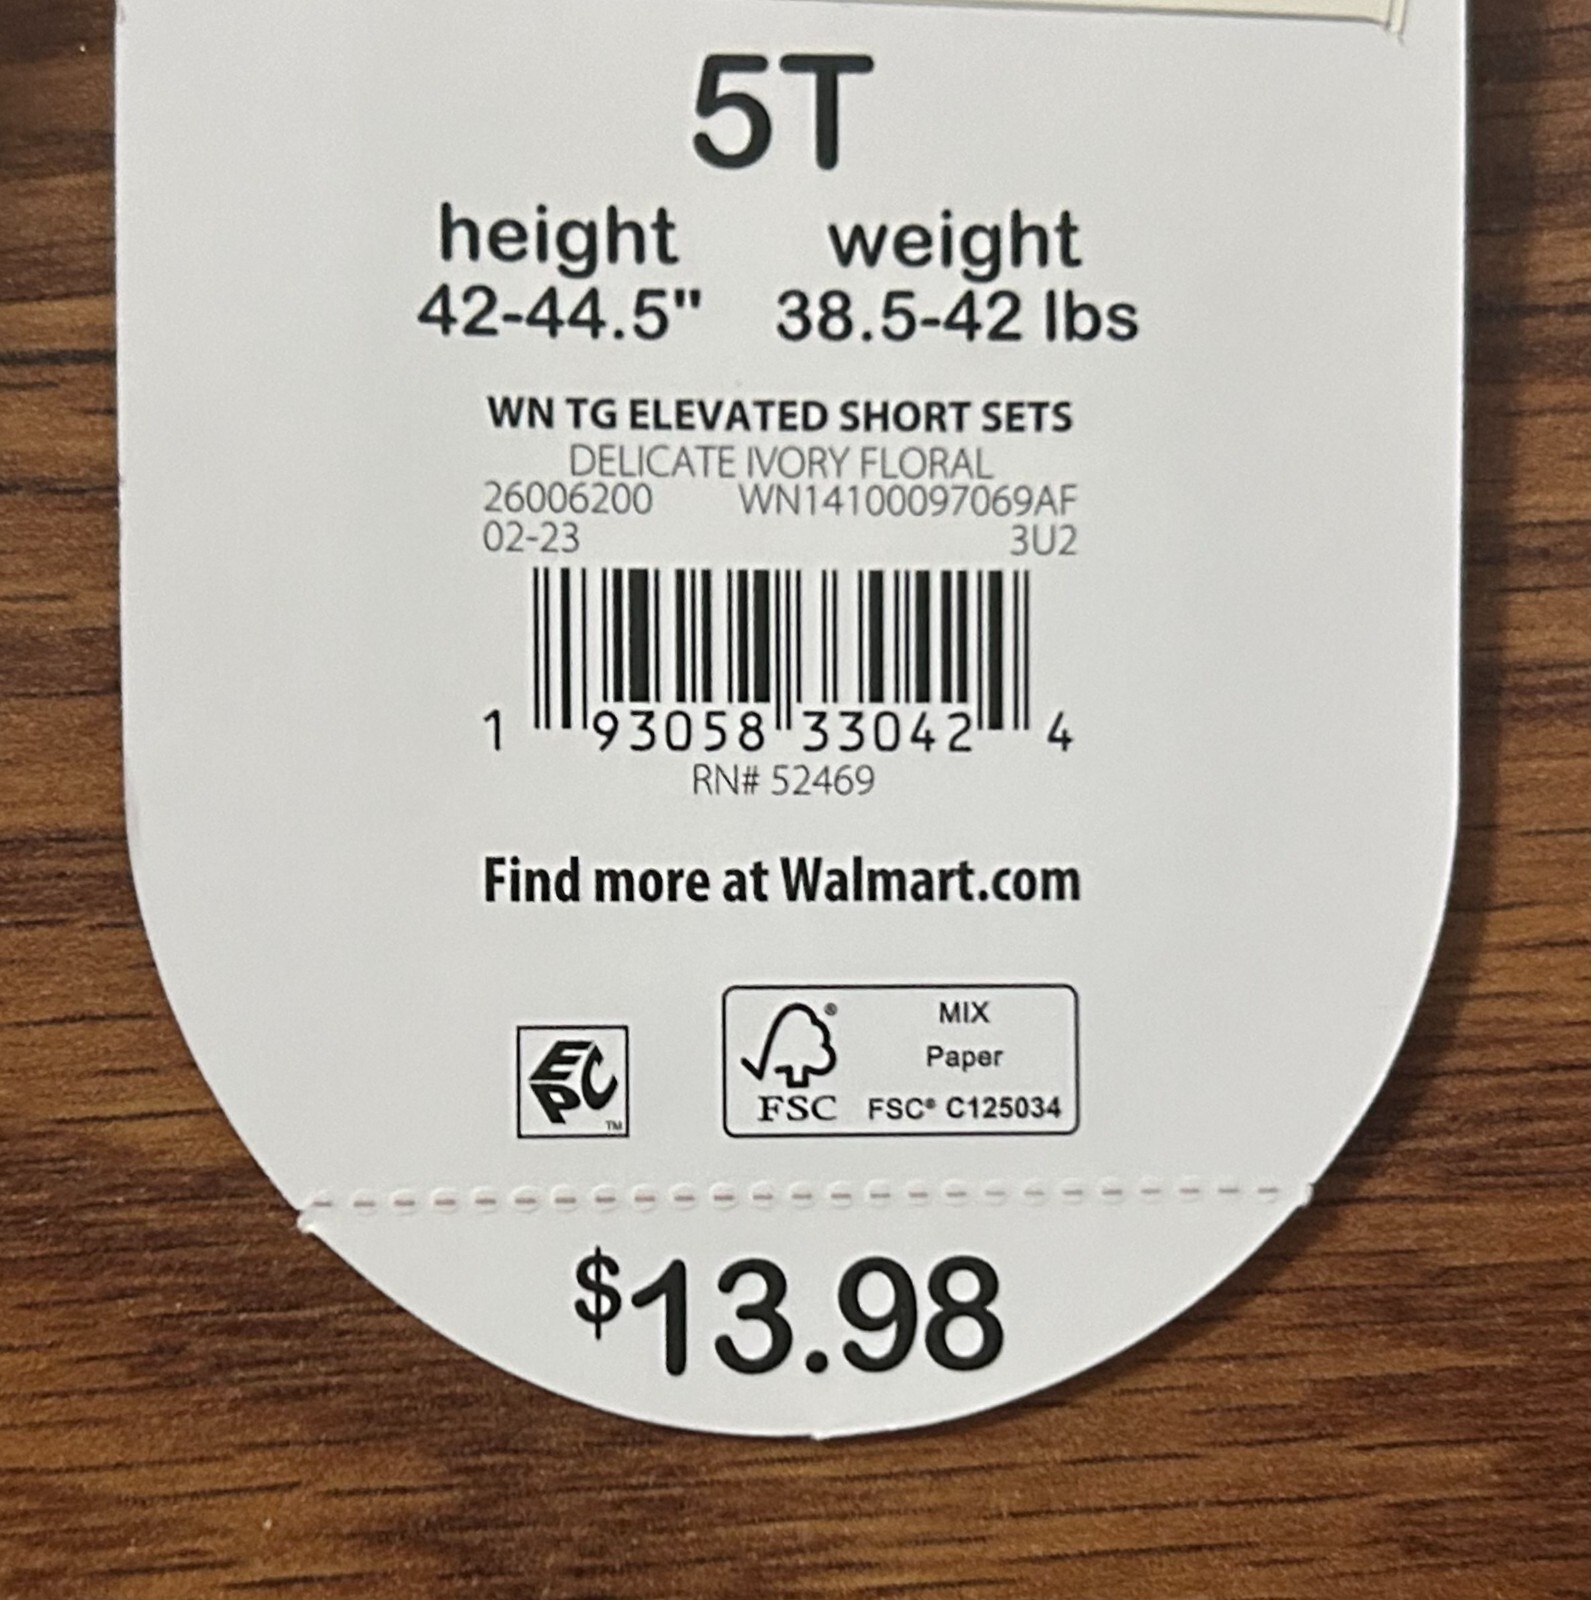 5T
height weight
42-44.5" 38.5-42 lbs
WN TG ELEVATED SHORT SETS
DELICATE IVORY FLORAL
26006200 WN14100097069AF
02-23 3U2
1 93058 33042 4
RN# 52469
Find more at Walmart.com
EPC™
MIX
Paper
FSC® C125034
®
FSC
$13.98